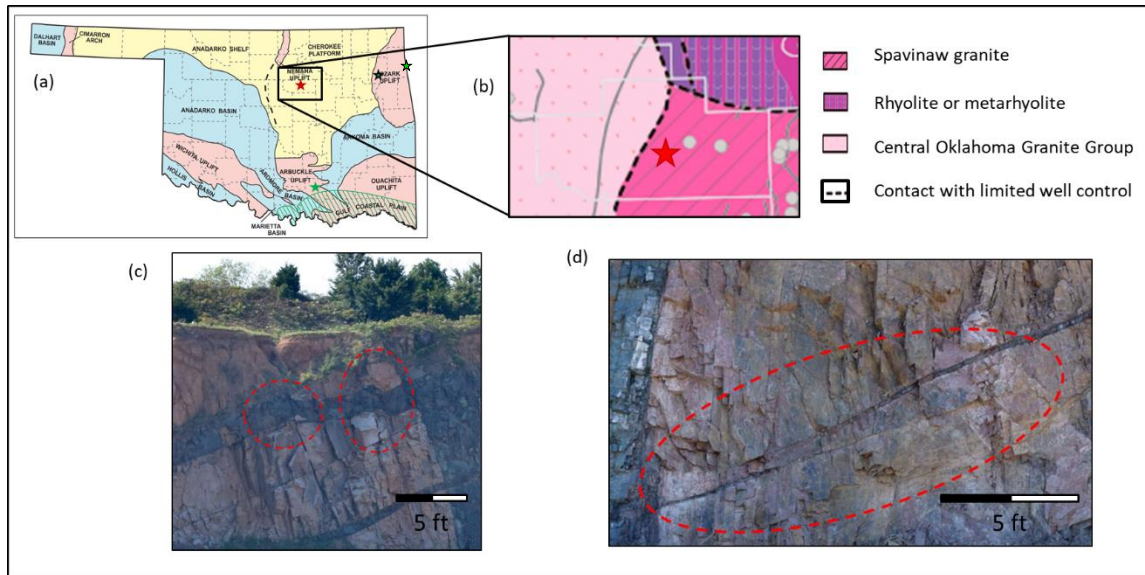 (a)
DALHART
BASIN
CIMARRON
ARCH
ANADARKO SHELF
CHEROKEE
PLATFORM
NEMAHA
UPLIFT
OZARK
UPLIFT
ANADARKO BASIN
ARKOMA BASIN
WICHITA UPLIFT
HOLLIS BASIN
ARDMORE BASIN
ARBUCKLE
UPLIFT
OUACHITA
UPLIFT
MARIETTA
BASIN
GULF COASTAL PLAIN
(b)
Spavinaw granite
Rhyolite or metarhyolite
Central Oklahoma Granite Group
Contact with limited well control
(c)
5 ft
(d)
5 ft